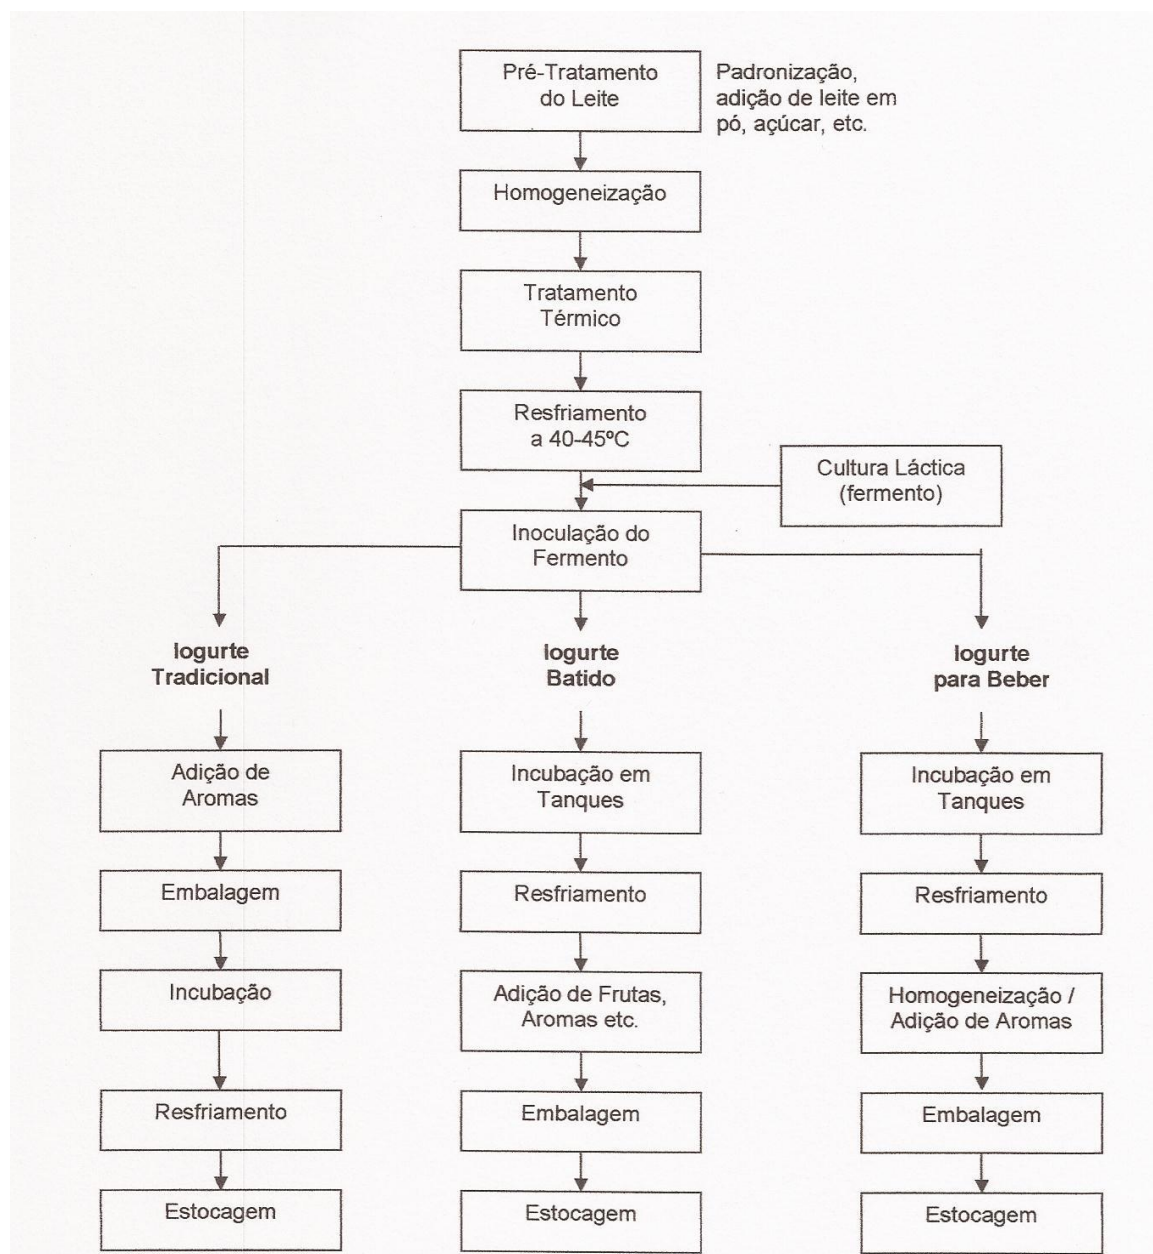 Pré-Tratamento
do Leite
Padronização,
adição de leite em
pó, açúcar, etc.
Homogeneização
Tratamento
Térmico
Resfriamento
a 40-45ºC
Cultura Láctica
(fermento)
Inoculação do
Fermento
Iogurte
Tradicional
Iogurte
Batido
Iogurte
para Beber
Adição de
Aromas
Incubação em
Tanques
Incubação em
Tanques
Embalagem
Resfriamento
Resfriamento
Incubação
Adição de Frutas,
Aromas etc.
Homogeneização /
Adição de Aromas
Resfriamento
Embalagem
Embalagem
Estocagem
Estocagem
Estocagem